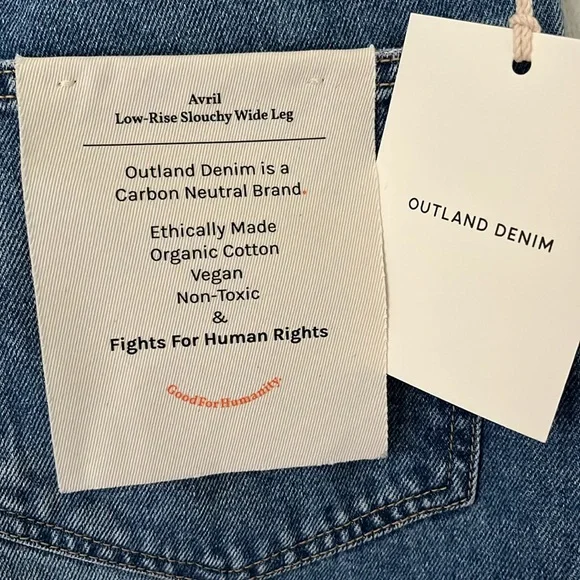 Avril
Low-Rise Slouchy Wide Leg
Outland Denim is a
Carbon Neutral Brand.
Ethically Made
Organic Cotton
Vegan
Non-Toxic
&
Fights For Human Rights
GoodForHumanity.
OUTLAND DENIM